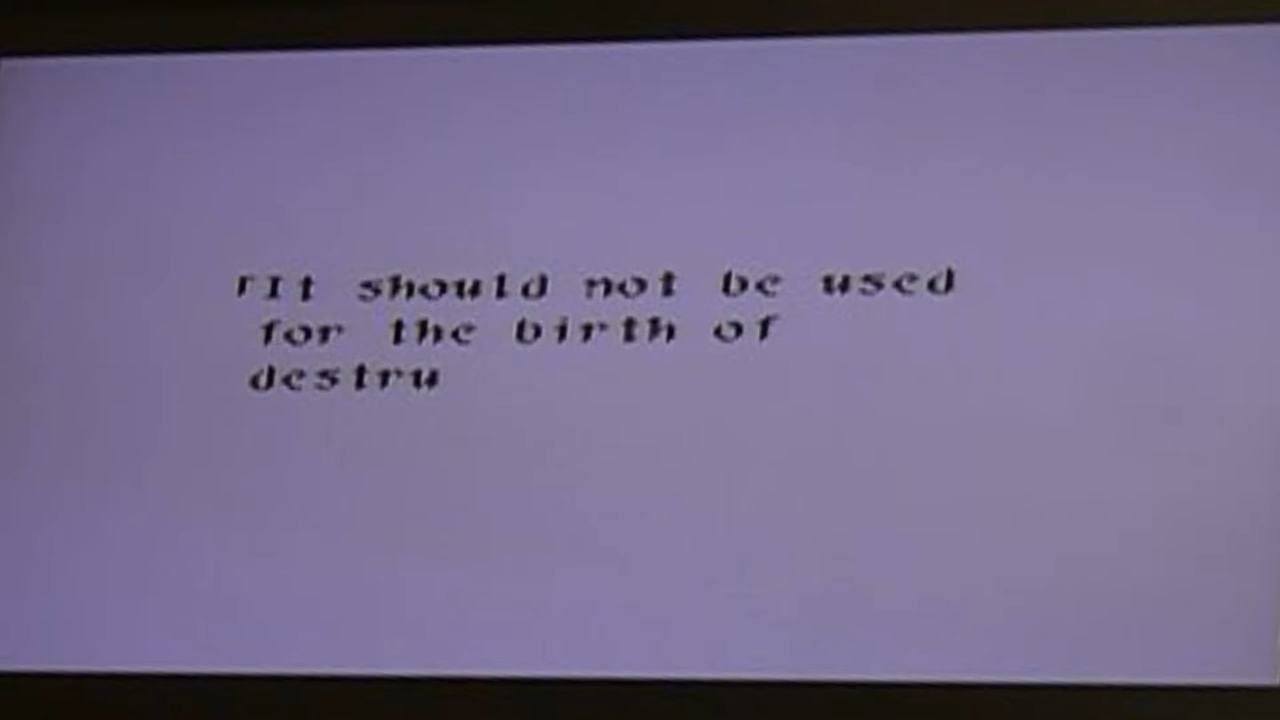 「It should not be used
for the birth of
destru